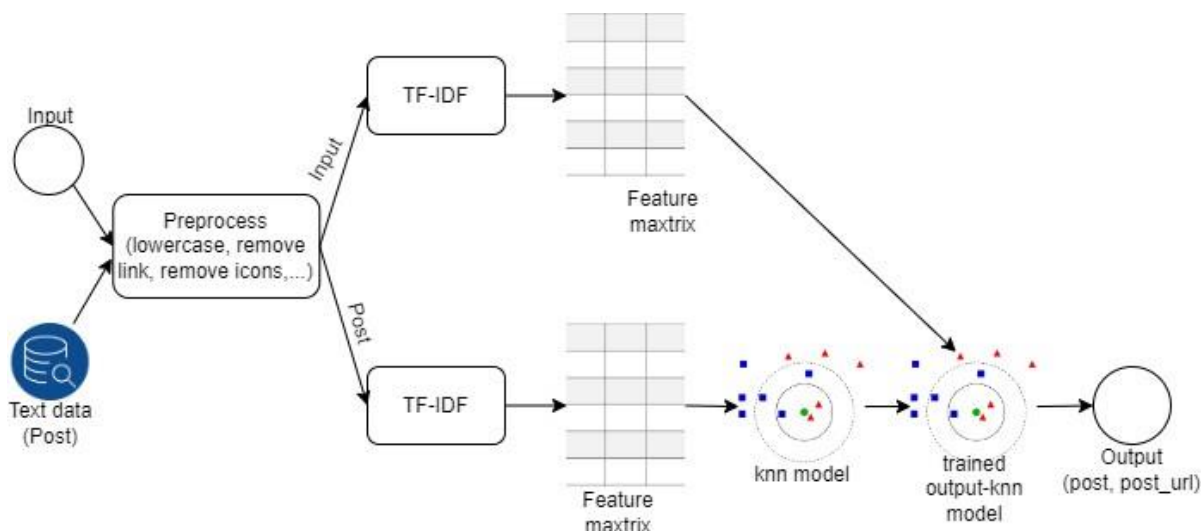 Input
Preprocess
(lowercase, remove
link, remove icons,...)
Text data
(Post)
Input
TF-IDF
Feature
maxtrix
Post
TF-IDF
Feature
maxtrix
knn model
trained
output-knn
model
Output
(post, post_url)